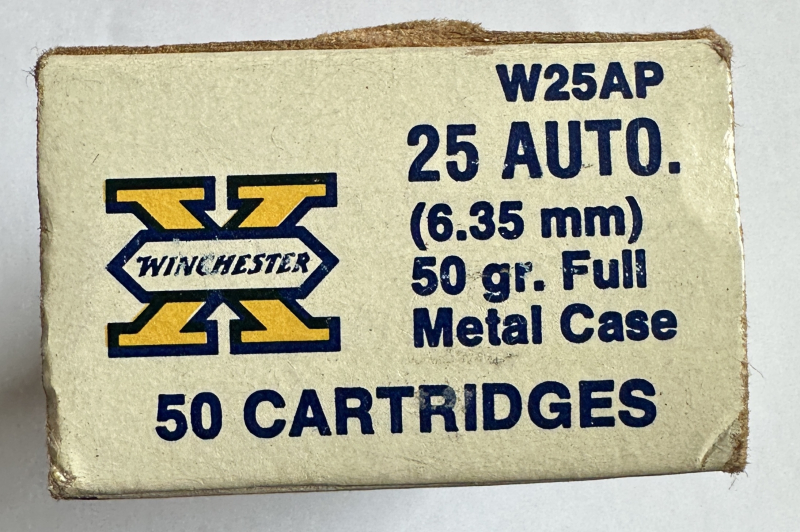 W25AP
25 AUTO.
(6.35 mm)
50 gr. Full
Metal Case
WINCHESTER
50 CARTRIDGES